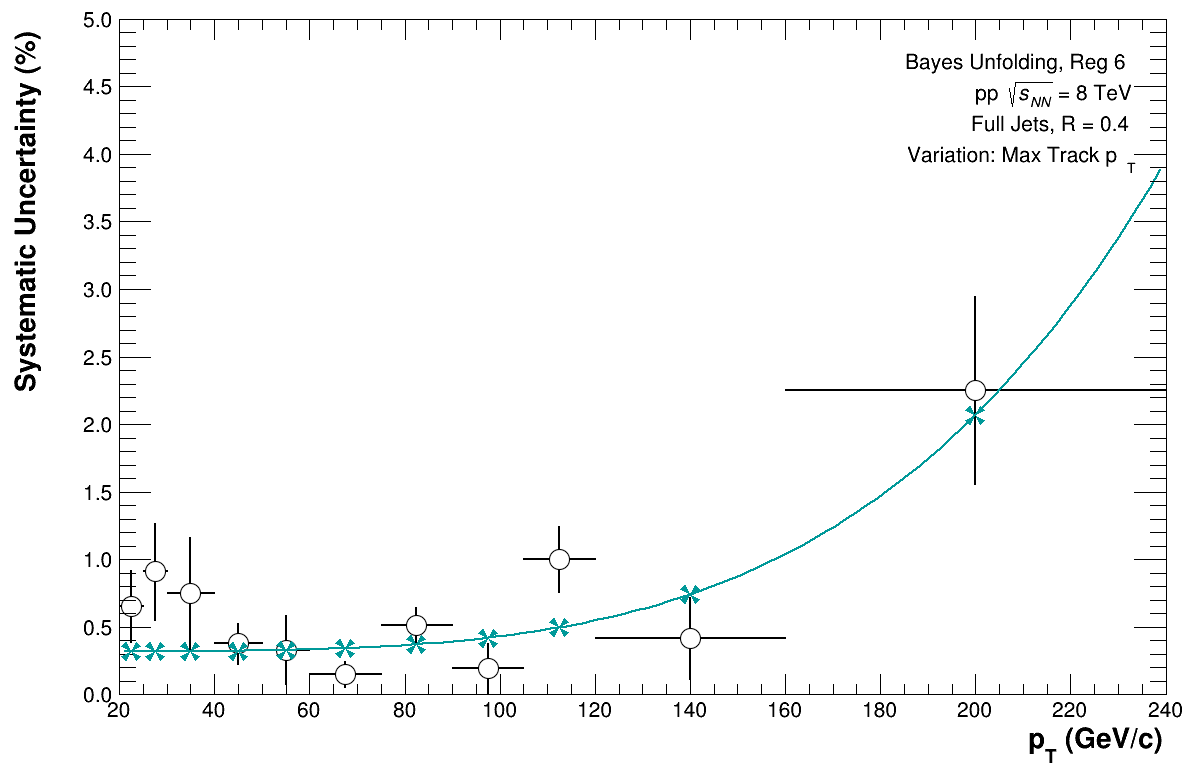 Systematic Uncertainty (%)
5.0
4.5
4.0
3.5
3.0
2.5
2.0
1.5
1.0
0.5
0.0
Bayes Unfolding, Reg 6
pp √s_NN = 8 TeV
Full Jets, R = 0.4
Variation: Max Track p_T
20 40 60 80 100 120 140 160 180 200 220 240
p_T (GeV/c)